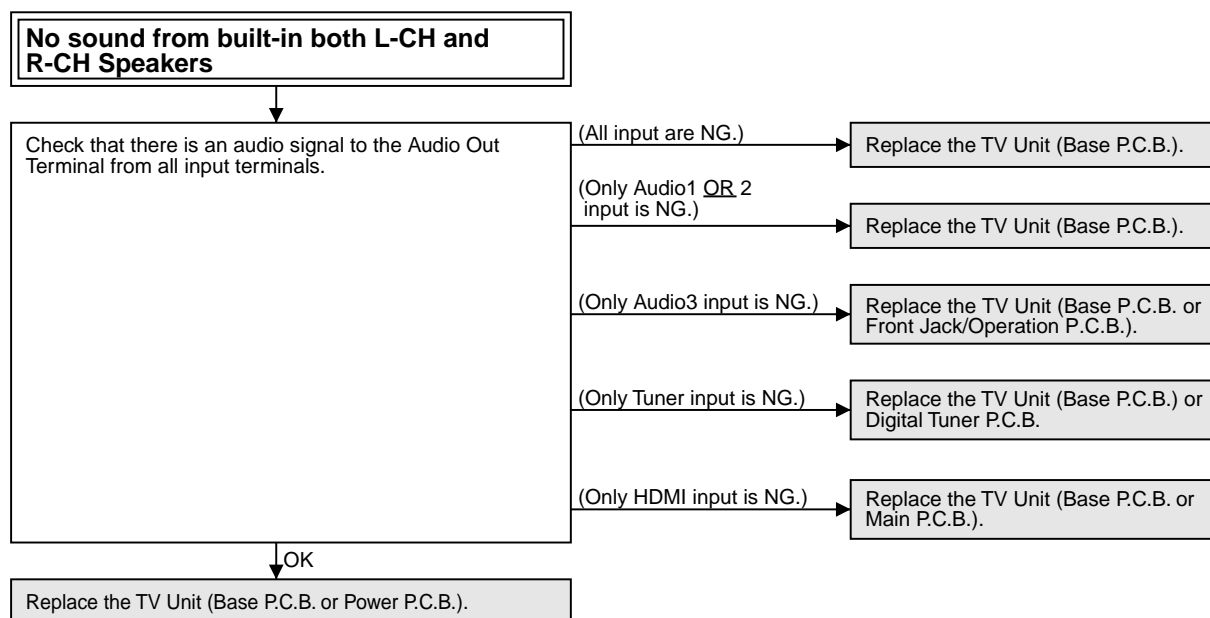 No sound from built-in both L-CH and
R-CH Speakers
Check that there is an audio signal to the Audio Out
Terminal from all input terminals.
(All input are NG.)
Replace the TV Unit (Base P.C.B.).
(Only Audio1 OR 2
input is NG.)
Replace the TV Unit (Base P.C.B.).
(Only Audio3 input is NG.)
Replace the TV Unit (Base P.C.B. or
Front Jack/Operation P.C.B.).
(Only Tuner input is NG.)
Replace the TV Unit (Base P.C.B.) or
Digital Tuner P.C.B.
(Only HDMI input is NG.)
Replace the TV Unit (Base P.C.B. or
Main P.C.B.).
OK
Replace the TV Unit (Base P.C.B. or Power P.C.B.).